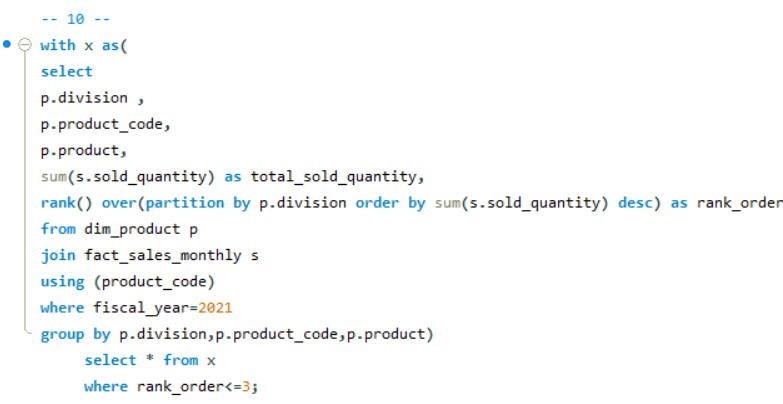 -- 10 --
with x as(
select
p.division ,
p.product_code,
p.product,
sum(s.sold_quantity) as total_sold_quantity,
rank() over(partition by p.division order by sum(s.sold_quantity) desc) as rank_order
from dim_product p
join fact_sales_monthly s
using (product_code)
where fiscal_year=2021
group by p.division,p.product_code,p.product)
select * from x
where rank_order<=3;